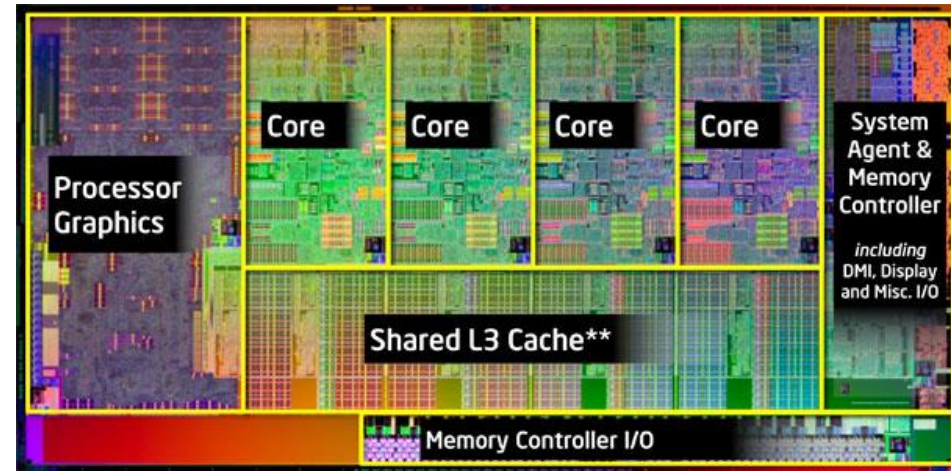 Processor
Graphics
Core
Core
Core
Core
System
Agent &
Memory
Controller
including
DMI, Display
and Misc. I/O
Shared L3 Cache**
Memory Controller I/O